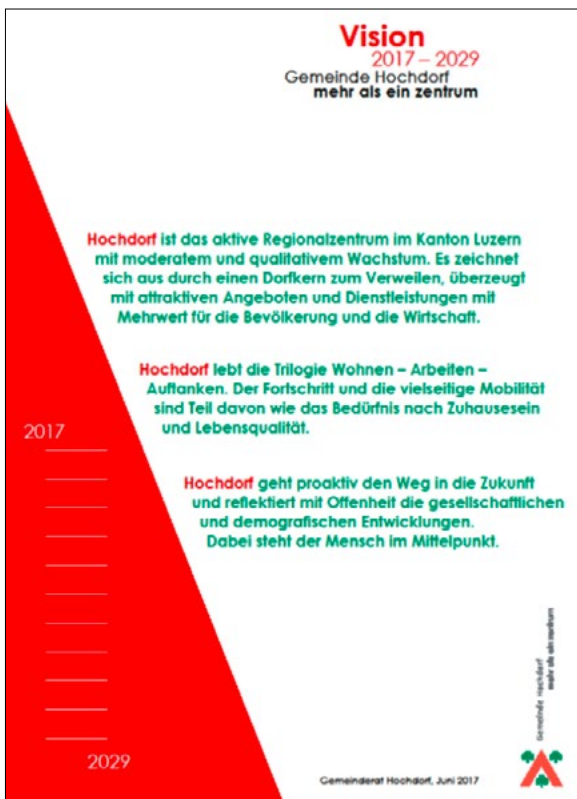 Vision
2017 – 2029
Gemeinde Hochdorf
mehr als ein zentrum
Hochdorf ist das aktive Regionalzentrum im Kanton Luzern
mit moderatem und qualitativem Wachstum. Es zeichnet
sich aus durch einen Dorfkern zum Verweilen, überzeugt
mit attraktiven Angeboten und Dienstleistungen mit
Mehrwert für die Bevölkerung und die Wirtschaft.
Hochdorf lebt die Trilogie Wohnen – Arbeiten –
Auftanken. Der Fortschritt und die vielseitige Mobilität
sind Teil davon wie das Bedürfnis nach Zuhausesein
und Lebensqualität.
2017
Hochdorf geht proaktiv den Weg in die Zukunft
und reflektiert mit Offenheit die gesellschaftlichen
und demografischen Entwicklungen.
Dabei steht der Mensch im Mittelpunkt.
2029
Gemeinderat Hochdorf, Juni 2017
Gemeinde Hochdorf
mehr als ein zentrum